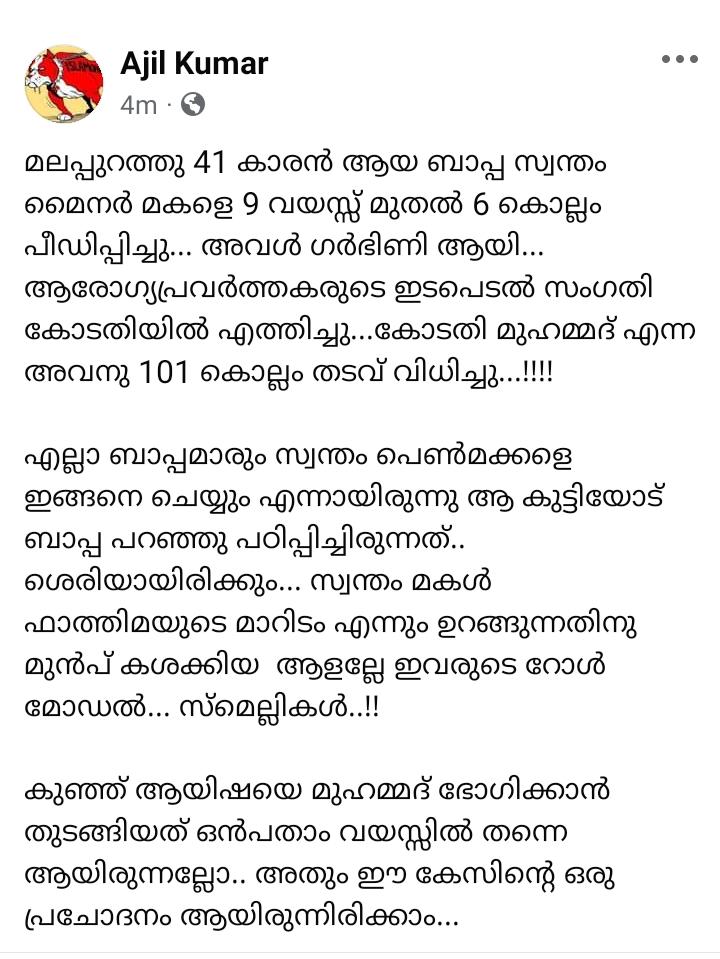 Ajil Kumar
4m ·
മലപ്പുറത്തു 41 കാരൻ ആയ ബാപ്പ സ്വന്തം
മൈനർ മകളെ 9 വയസ്സ് മുതൽ 6 കൊല്ലം
പീഡിപ്പിച്ചു... അവൾ ഗർഭിണി ആയി...
ആരോഗ്യപ്രവർത്തകരുടെ ഇടപെടൽ സംഗതി
കോടതിയിൽ എത്തിച്ചു...കോടതി മുഹമ്മദ് എന്ന
അവനു 101 കൊല്ലം തടവ് വിധിച്ചു...!!!!
എല്ലാ ബാപ്പമാരും സ്വന്തം പെൺമക്കളെ
ഇങ്ങനെ ചെയ്യും എന്നായിരുന്നു ആ കുട്ടിയോട്
ബാപ്പ പറഞ്ഞു പഠിപ്പിച്ചിരുന്നത്..
ശെരിയായിരിക്കും... സ്വന്തം മകൾ
ഫാത്തിമയുടെ മാറിടം എന്നും ഉറങ്ങുന്നതിനു
മുൻപ് കശക്കിയ ആളല്ലേ ഇവരുടെ റോൾ
മോഡൽ... സ്മെല്ലികൾ..!!
കുഞ്ഞ് ആയിഷയെ മുഹമ്മദ് ഭോഗിക്കാൻ
തുടങ്ങിയത് ഒൻപതാം വയസ്സിൽ തന്നെ
ആയിരുന്നല്ലോ.. അതും ഈ കേസിന്റെ ഒരു
പ്രചോദനം ആയിരുന്നിരിക്കാം...